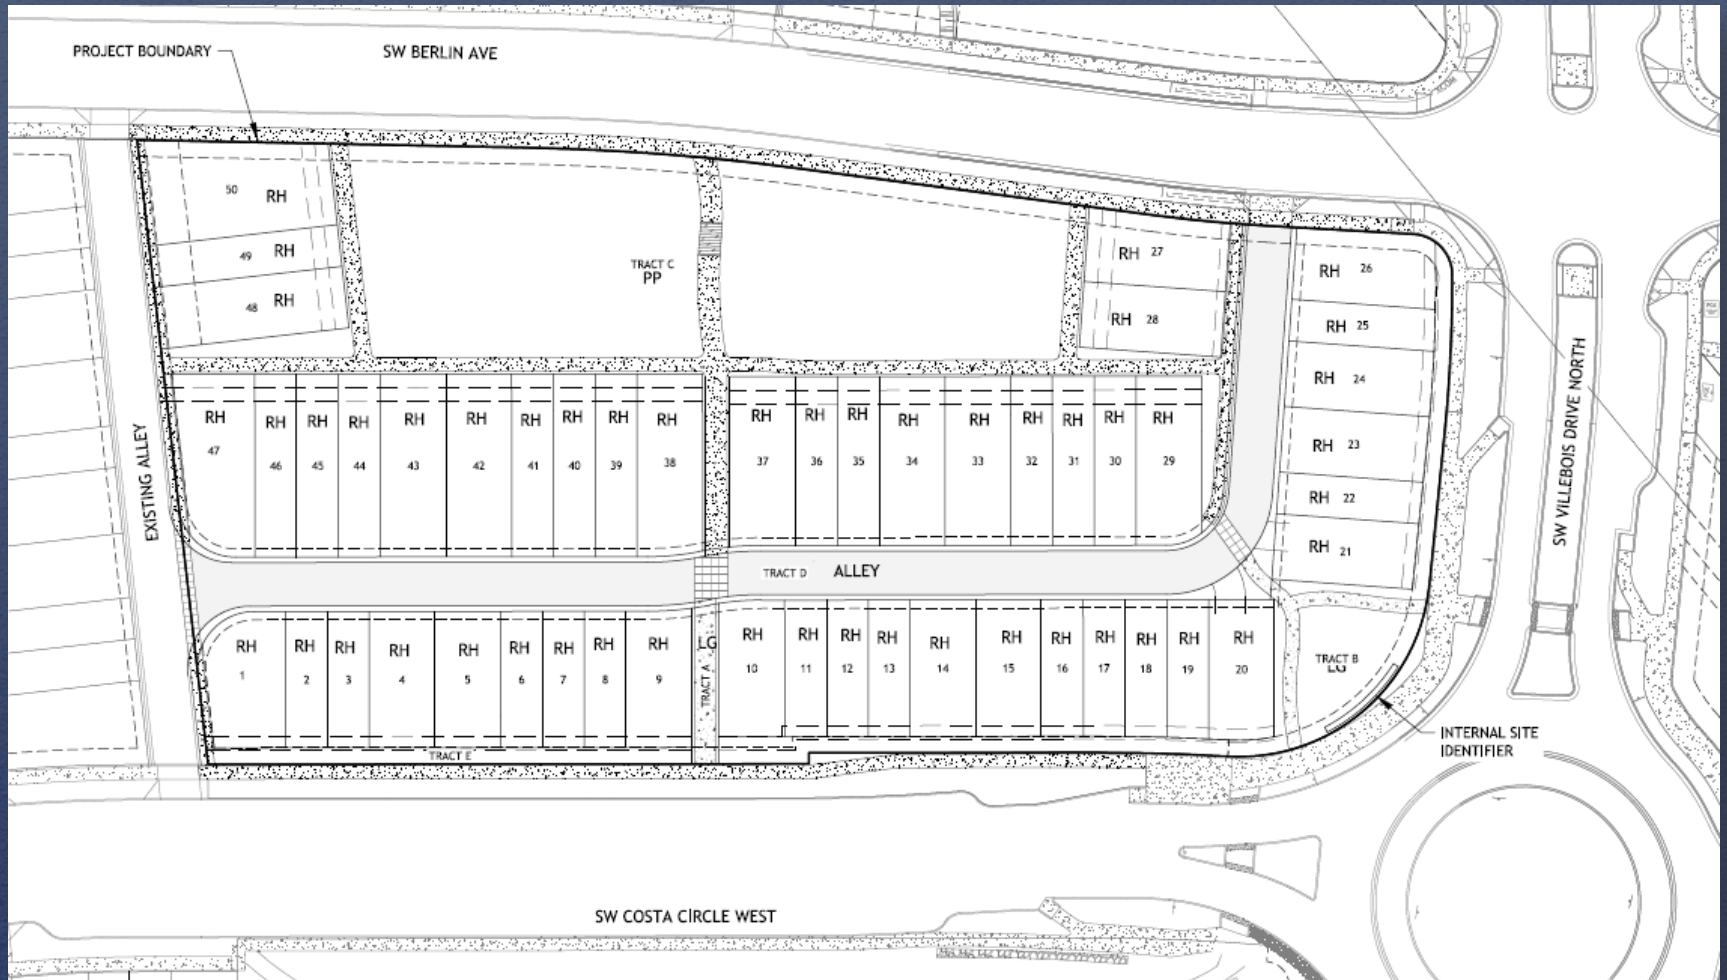 PROJECT BOUNDARY
SW BERLIN AVE
50 RH
49 RH
48 RH
TRACT C
PP
RH 27
RH 28
RH 26
RH 25
RH 24
RH 23
RH 22
RH 21
EXISTING ALLEY
SW VILLEBOIS DRIVE NORTH
RH RH RH RH RH RH RH RH RH RH RH RH RH RH RH RH RH RH RH
47 46 45 44 43 42 41 40 39 38 37 36 35 34 33 32 31 30 29
TRACT D ALLEY
RH RH RH RH RH RH RH RH RH LG RH RH RH RH RH RH RH RH RH RH RH
1 2 3 4 5 6 7 8 9 10 11 12 13 14 15 16 17 18 19 20
TRACT A
TRACT B
LG
TRACT E
INTERNAL SITE
IDENTIFIER
SW COSTA CIRCLE WEST